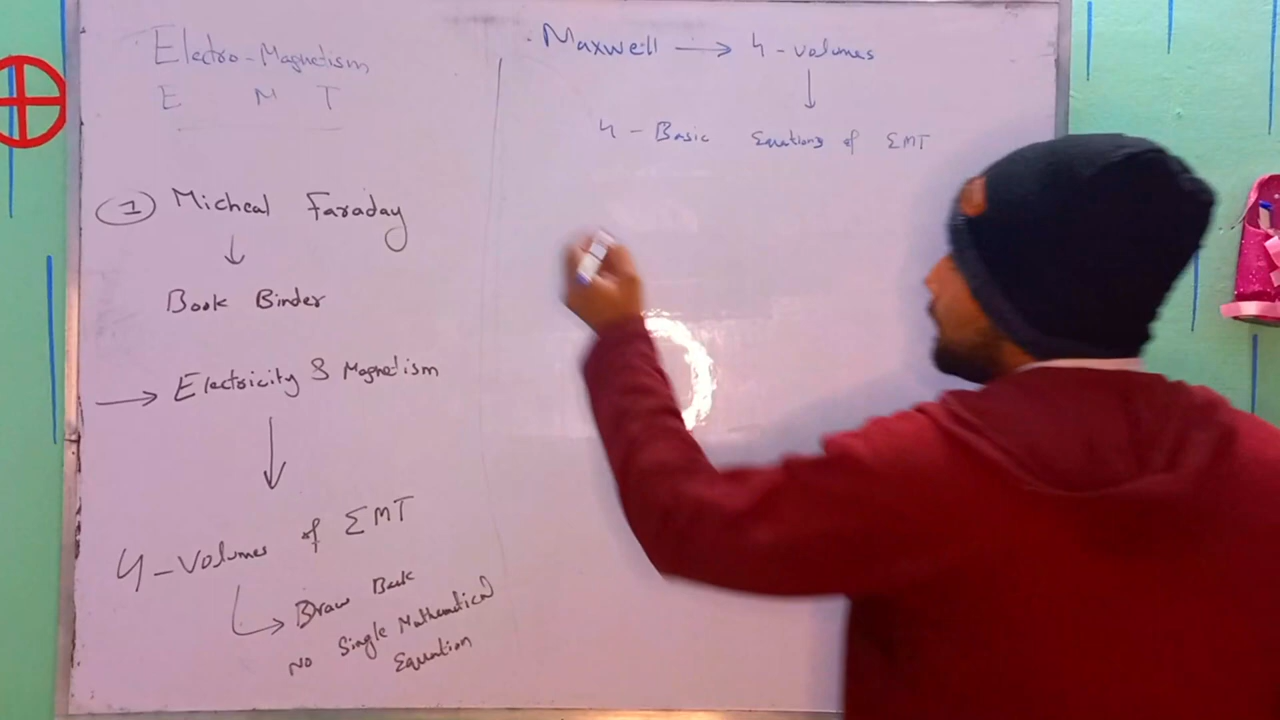 Electro-Magnetism
E M T
1 Micheal Faraday
↓
Book Binder
→ Electricity & Magnetism
↓
4-volumes of EMT
↳ Draw Back
No Single Mathematical
Equation
Maxwell → 4-volumes
↓
4-Basic Equations of EMT